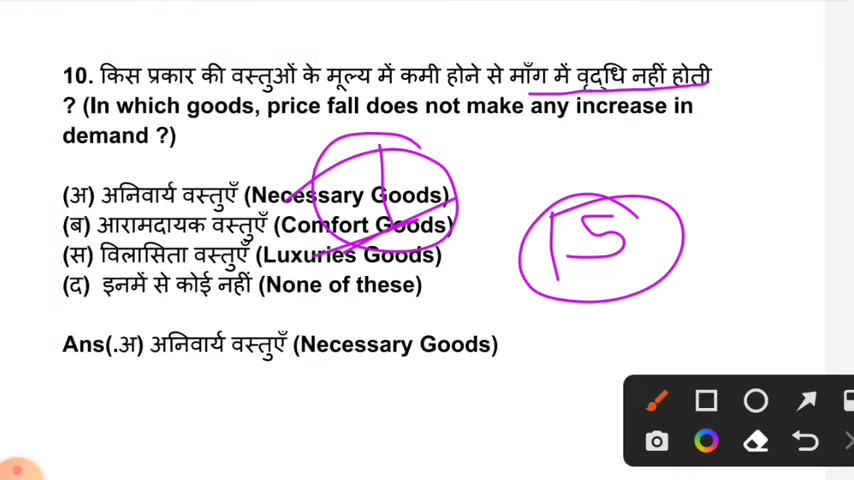 10. किस प्रकार की वस्तुओं के मूल्य में कमी होने से माँग में वृद्धि नहीं होती
? (In which goods, price fall does not make any increase in
demand ?)
(अ) अनिवार्य वस्तुएँ (Necessary Goods)
(ब) आरामदायक वस्तुएँ (Comfort Goods)
(स) विलासिता वस्तुएँ (Luxuries Goods)
(द) इनमें से कोई नहीं (None of these)
15
Ans(.अ) अनिवार्य वस्तुएँ (Necessary Goods)